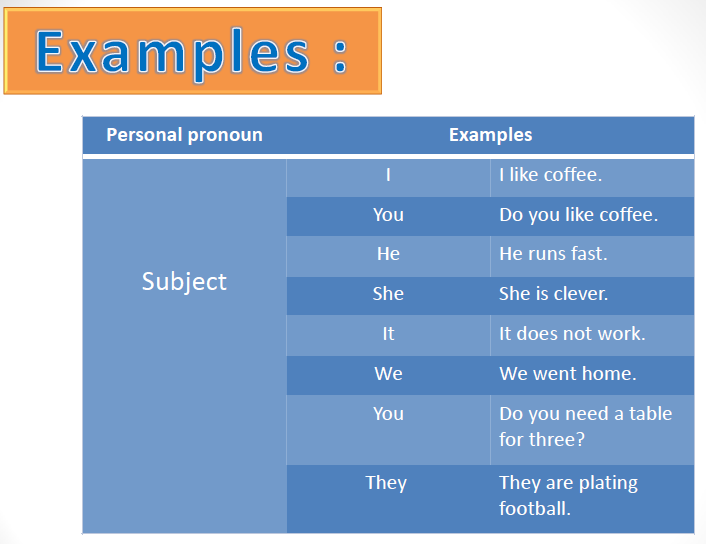 Examples :
Personal pronoun Examples
Subject
I I like coffee.
You Do you like coffee.
He He runs fast.
She She is clever.
It It does not work.
We We went home.
You Do you need a table
for three?
They They are plating
football.